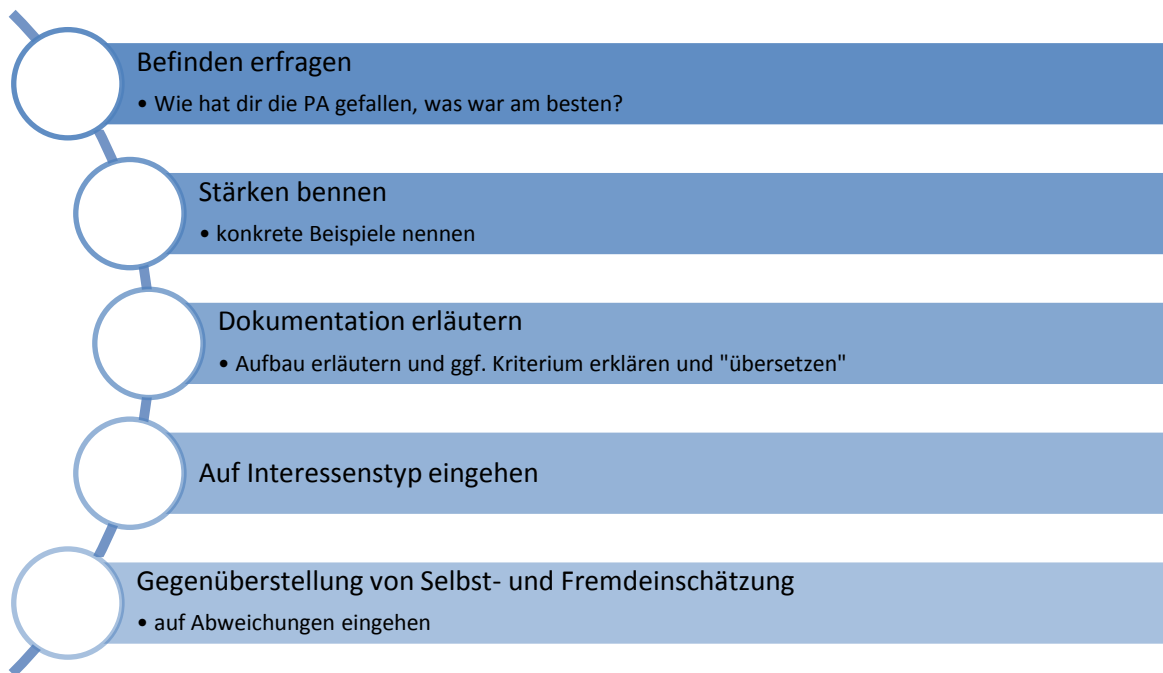 Befinden erfragen
• Wie hat dir die PA gefallen, was war am besten?
Stärken bennen
• konkrete Beispiele nennen
Dokumentation erläutern
• Aufbau erläutern und ggf. Kriterium erklären und "übersetzen"
Auf Interessenstyp eingehen
Gegenüberstellung von Selbst- und Fremdeinschätzung
• auf Abweichungen eingehen